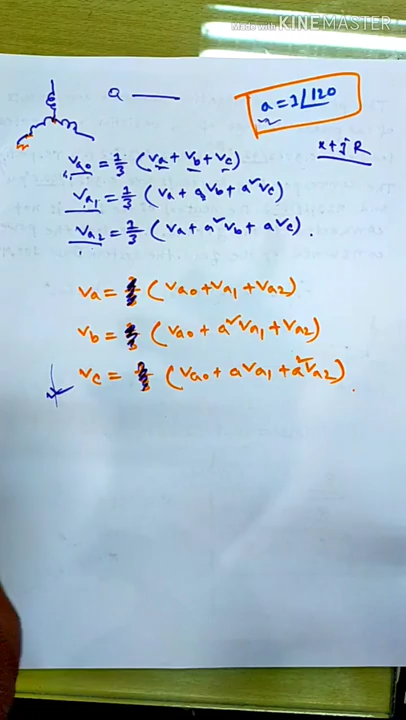 Made with KINEMASTER
a
a = 1∠120
x+jR
Va0 = 1/3 (Va + Vb + Vc)
Va1 = 1/3 (Va + aVb + a²Vc)
Va2 = 1/3 (Va + a²Vb + aVc).
Va = (Va0 + Va1 + Va2)
Vb = (Va0 + a²Va1 + Va2)
Vc = (Va0 + aVa1 + a²Va2).